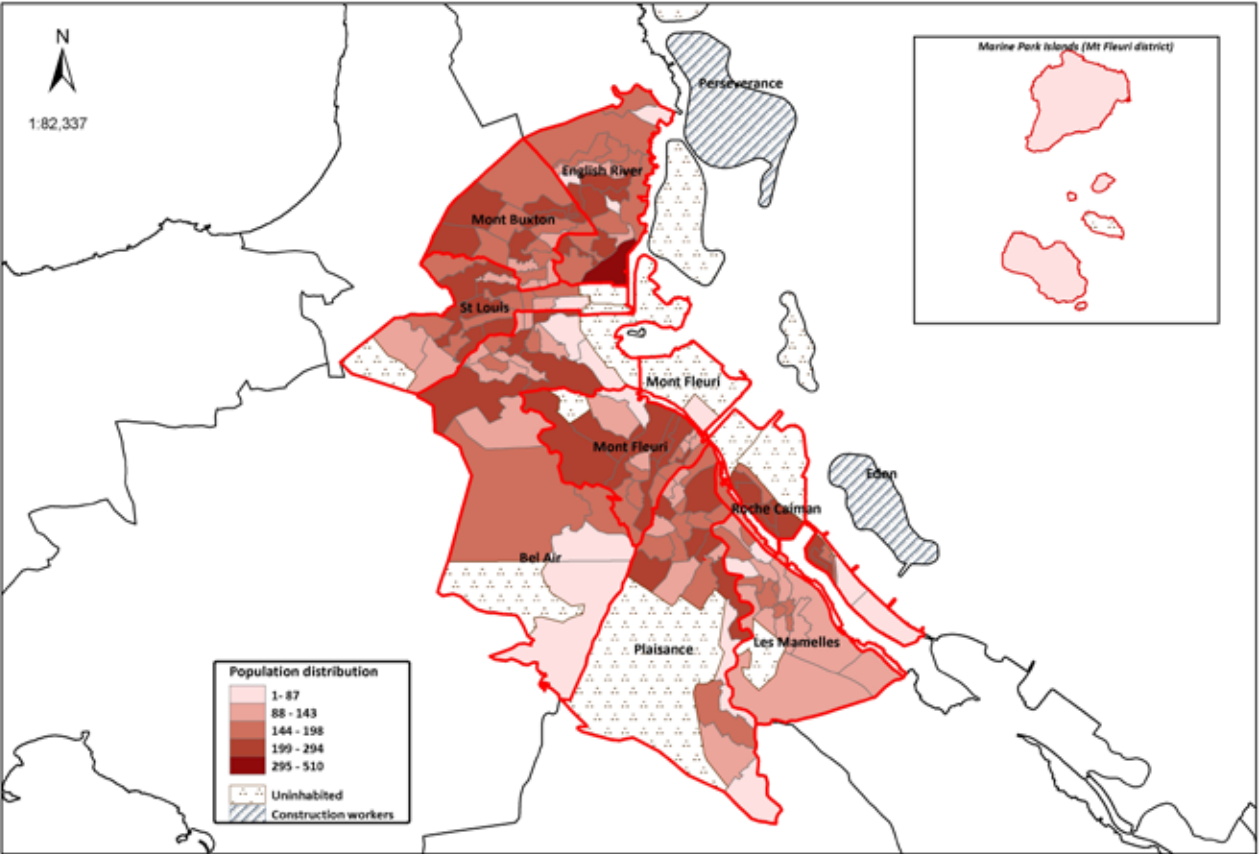 N
1:82,337
Marine Park Islands (Mt Fleuri district)
Perseverance
English River
Mont Buxton
St Louis
Mont Fleuri
Mont Fleuri
Eden
Roche Caiman
Bel Air
Les Mamelles
Plaisance
Population distribution
1- 87
88 - 143
144 - 198
199 - 294
295 - 510
Uninhabited
Construction workers